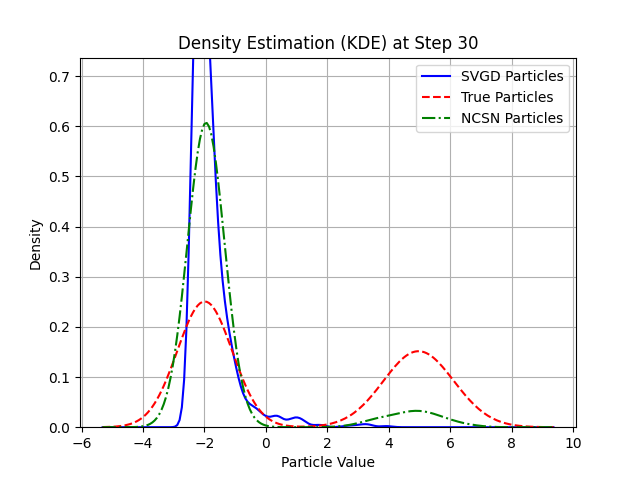 Density Estimation (KDE) at Step 30
SVGD Particles
True Particles
NCSN Particles
Density
0.7
0.6
0.5
0.4
0.3
0.2
0.1
0.0
−6 −4 −2 0 2 4 6 8 10
Particle Value